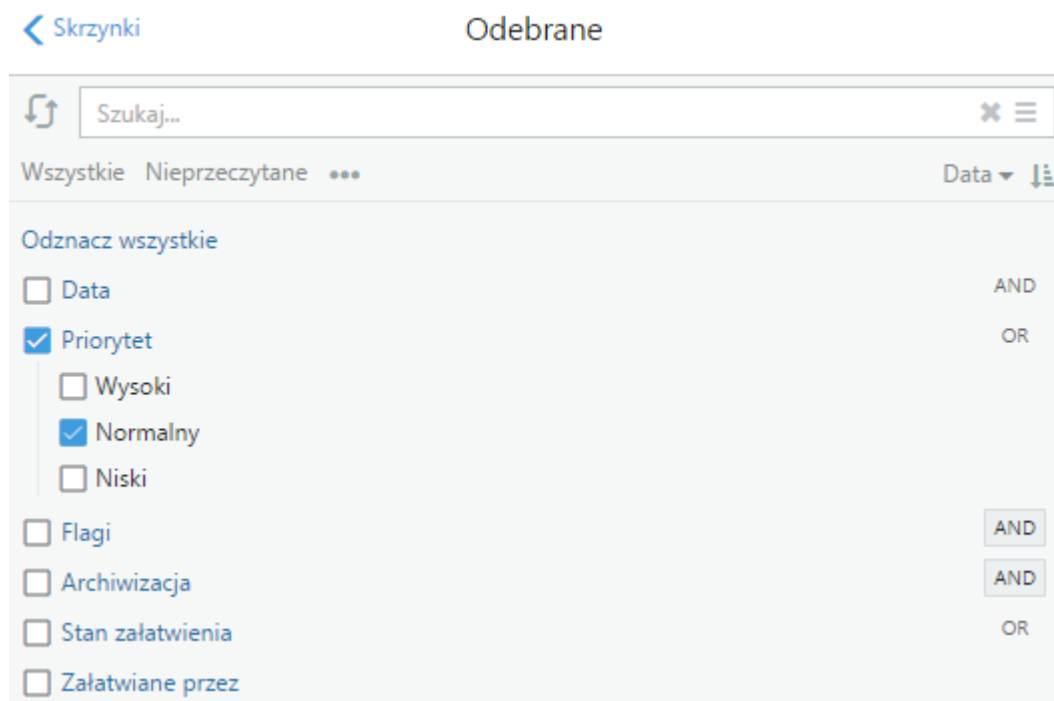 Skrzynki Odebrane
Szukaj...
Wszystkie Nieprzeczytane ••• Data
Odznacz wszystkie
Data AND
Priorytet OR
Wysoki
Normalny
Niski
Flagi AND
Archiwizacja AND
Stan załatwienia OR
Załatwiane przez